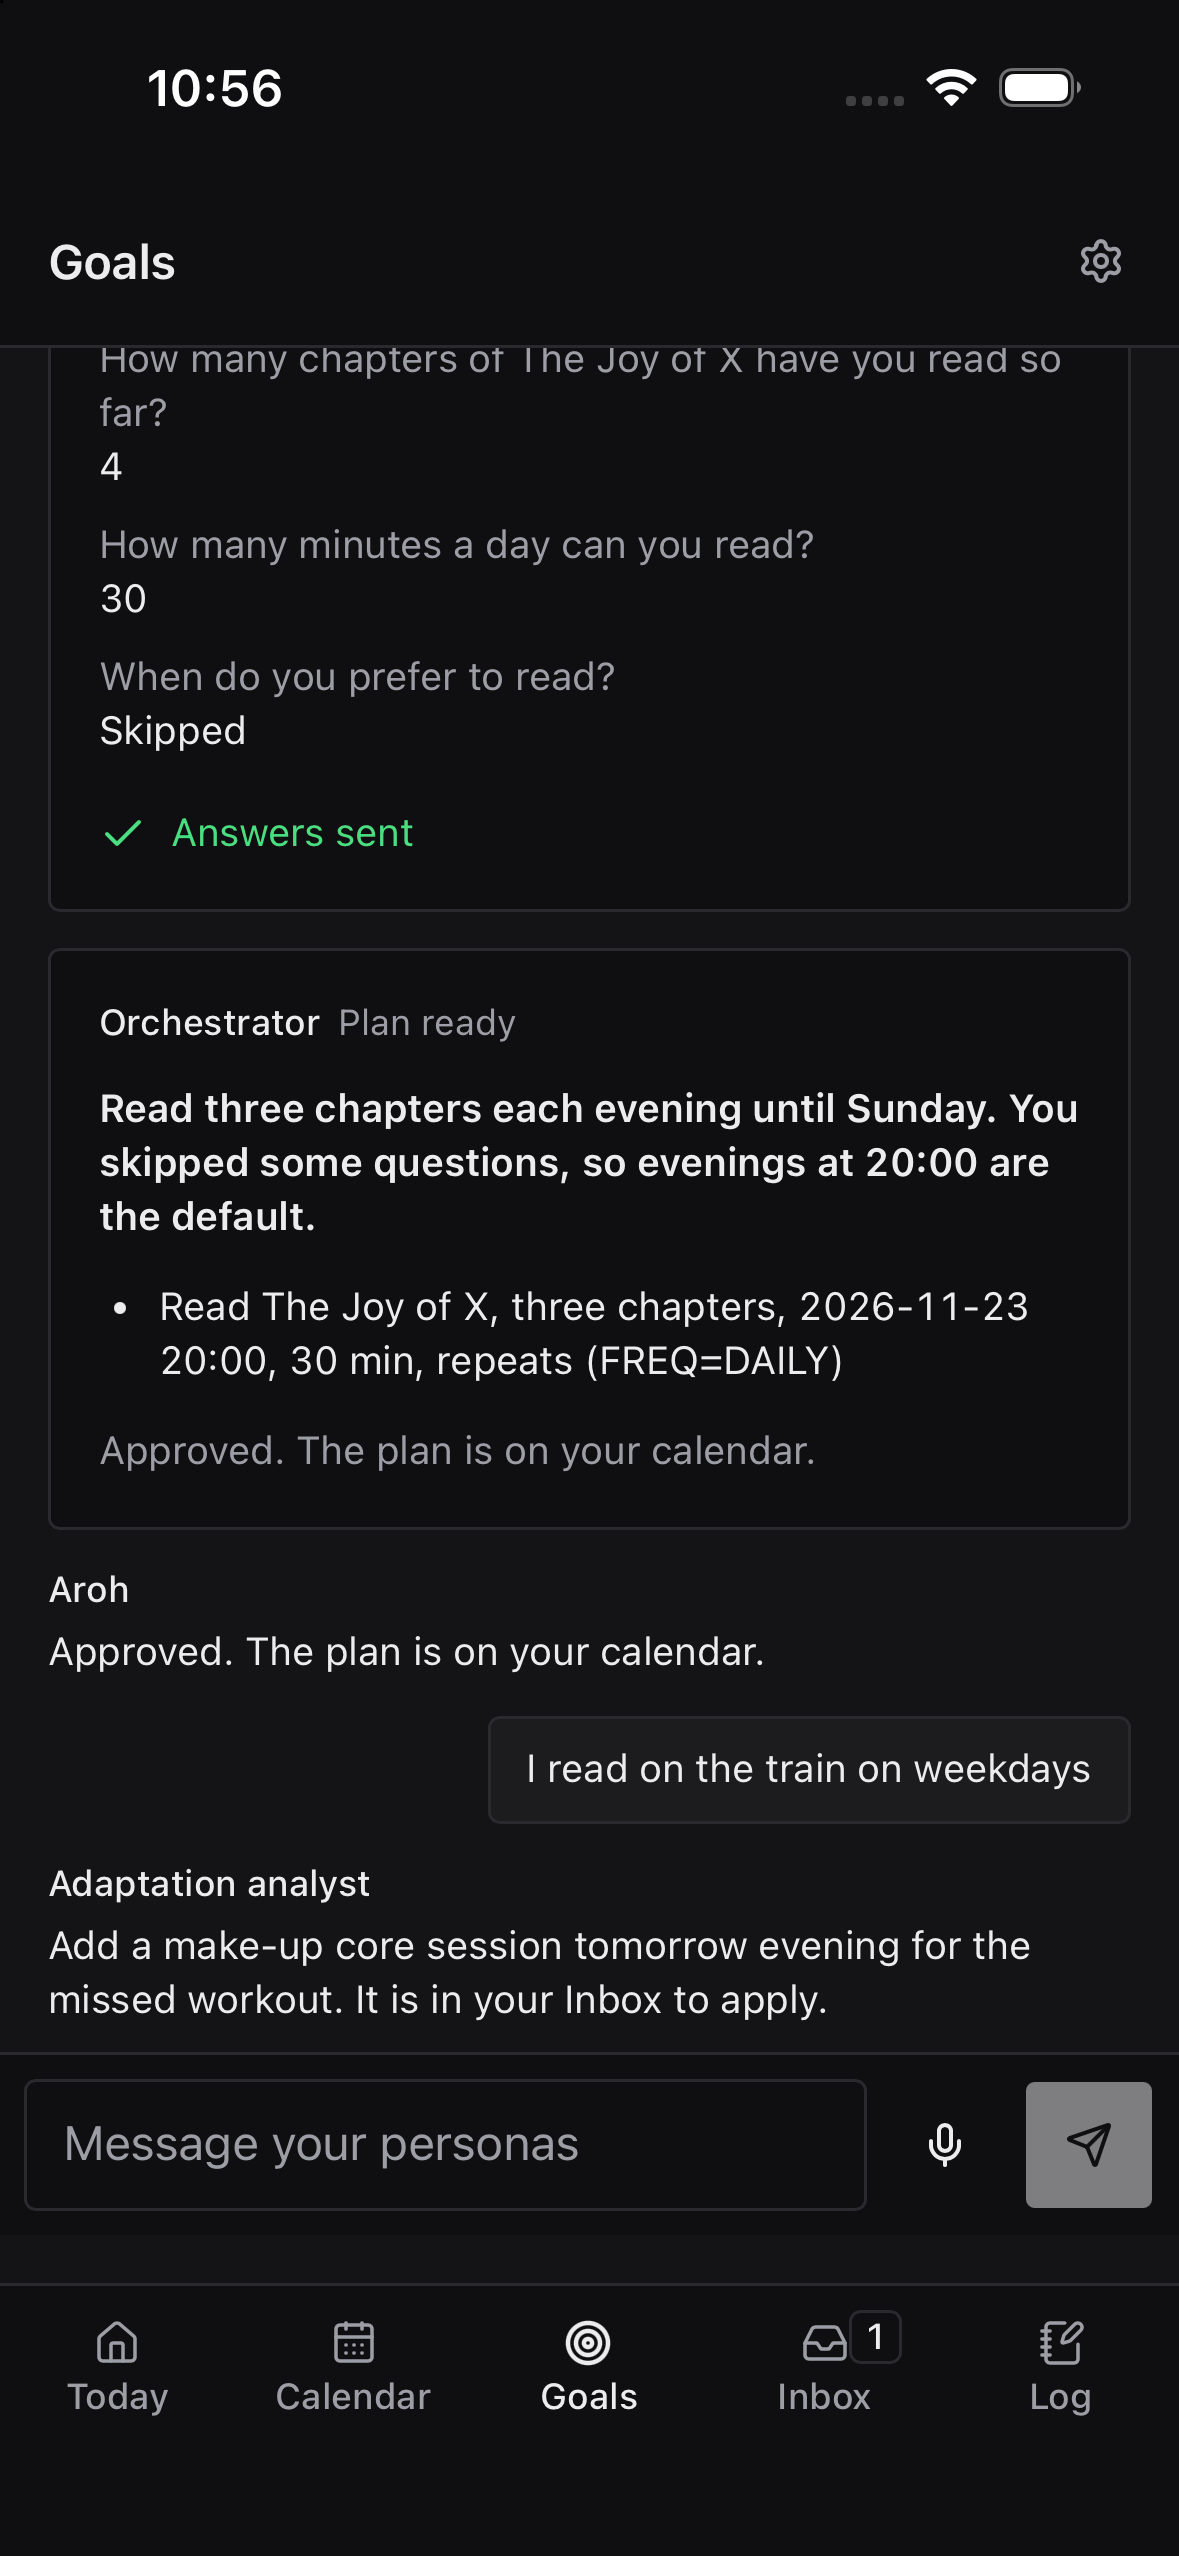 10:56
Goals
How many chapters of The Joy of X have you read so
far?
4
How many minutes a day can you read?
30
When do you prefer to read?
Skipped
Answers sent
Orchestrator Plan ready
Read three chapters each evening until Sunday. You
skipped some questions, so evenings at 20:00 are
the default.
• Read The Joy of X, three chapters, 2026-11-23
20:00, 30 min, repeats (FREQ=DAILY)
Approved. The plan is on your calendar.
Aroh
Approved. The plan is on your calendar.
I read on the train on weekdays
Adaptation analyst
Add a make-up core session tomorrow evening for the
missed workout. It is in your Inbox to apply.
Message your personas
1
Today Calendar Goals Inbox Log